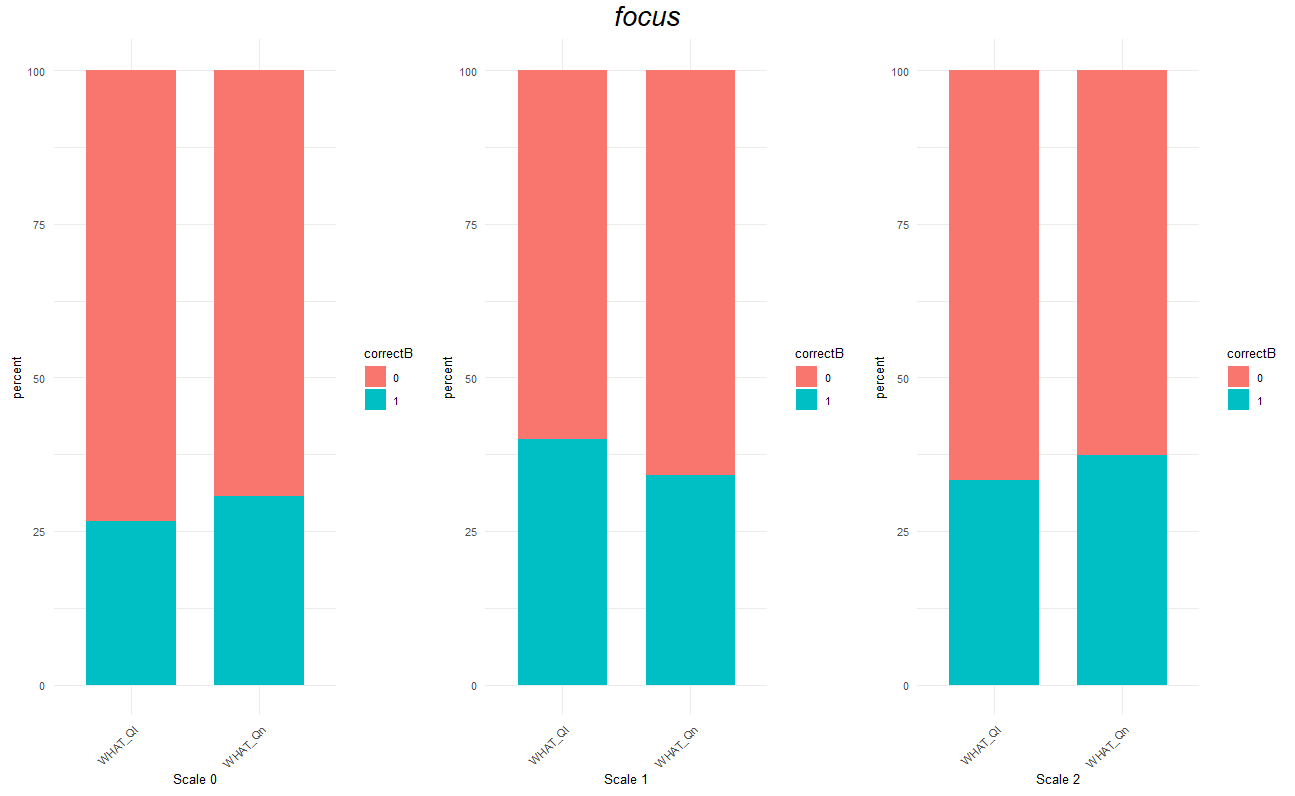 focus
percent
100
75
50
25
0
WHAT_Ql
WHAT_Qn
Scale 0
correctB
0
1
percent
100
75
50
25
0
WHAT_Ql
WHAT_Qn
Scale 1
correctB
0
1
percent
100
75
50
25
0
WHAT_Ql
WHAT_Qn
Scale 2
correctB
0
1